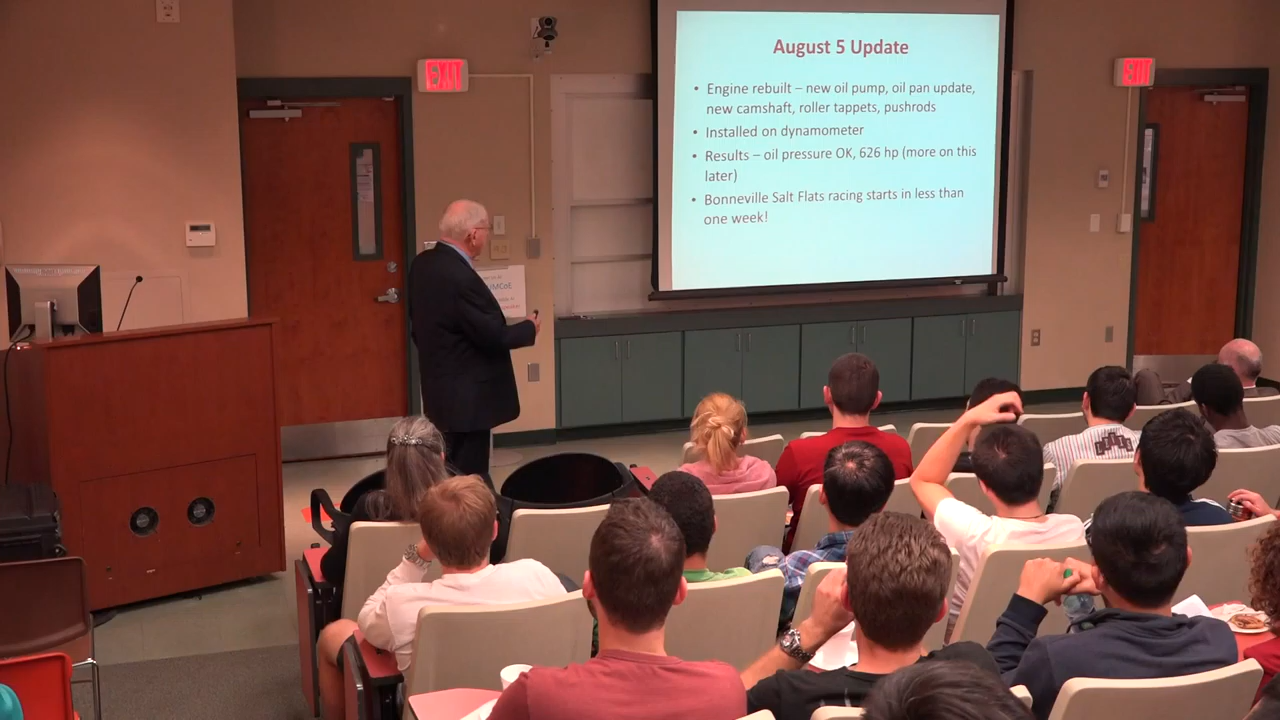 EXIT
EXIT
August 5 Update
• Engine rebuilt – new oil pump, oil pan update,
new camshaft, roller tappets, pushrods
• Installed on dynamometer
• Results – oil pressure OK, 626 hp (more on this
later)
• Bonneville Salt Flats racing starts in less than
one week!